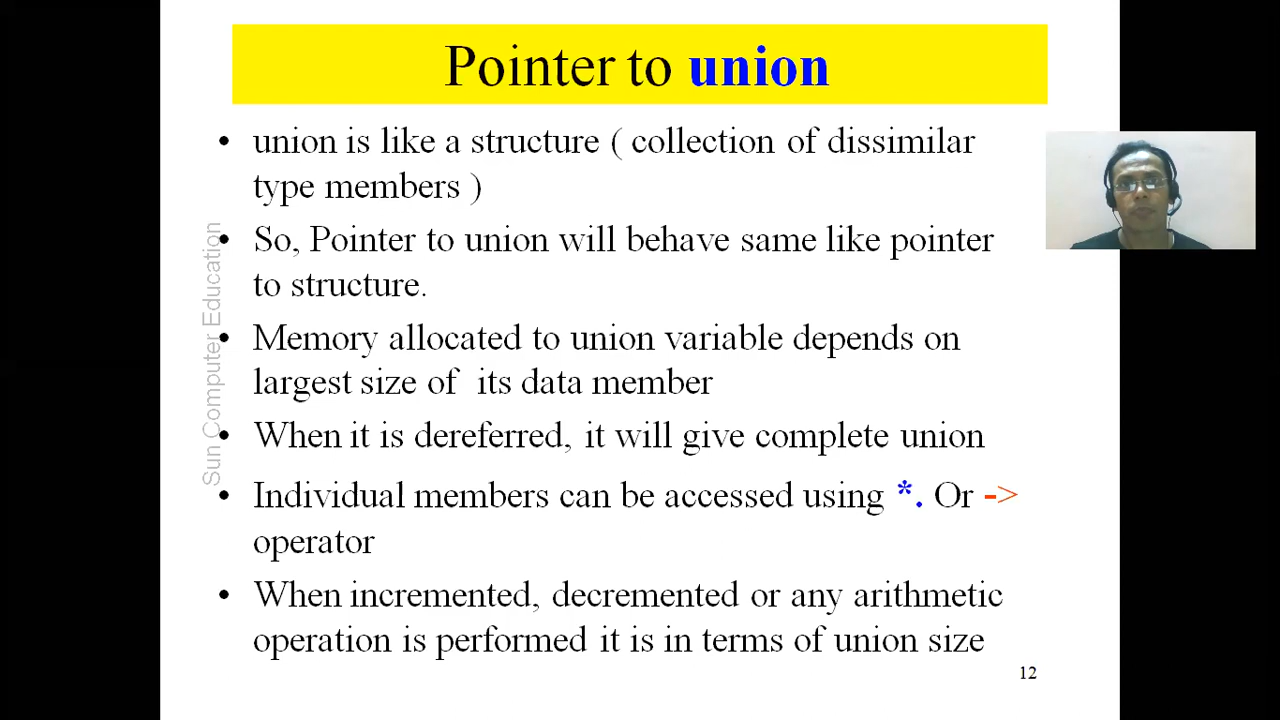 Pointer to union
• union is like a structure ( collection of dissimilar
type members )
• So, Pointer to union will behave same like pointer
to structure.
• Memory allocated to union variable depends on
largest size of its data member
• When it is dereferred, it will give complete union
• Individual members can be accessed using *. Or ->
operator
• When incremented, decremented or any arithmetic
operation is performed it is in terms of union size
Sun Computer Education
12